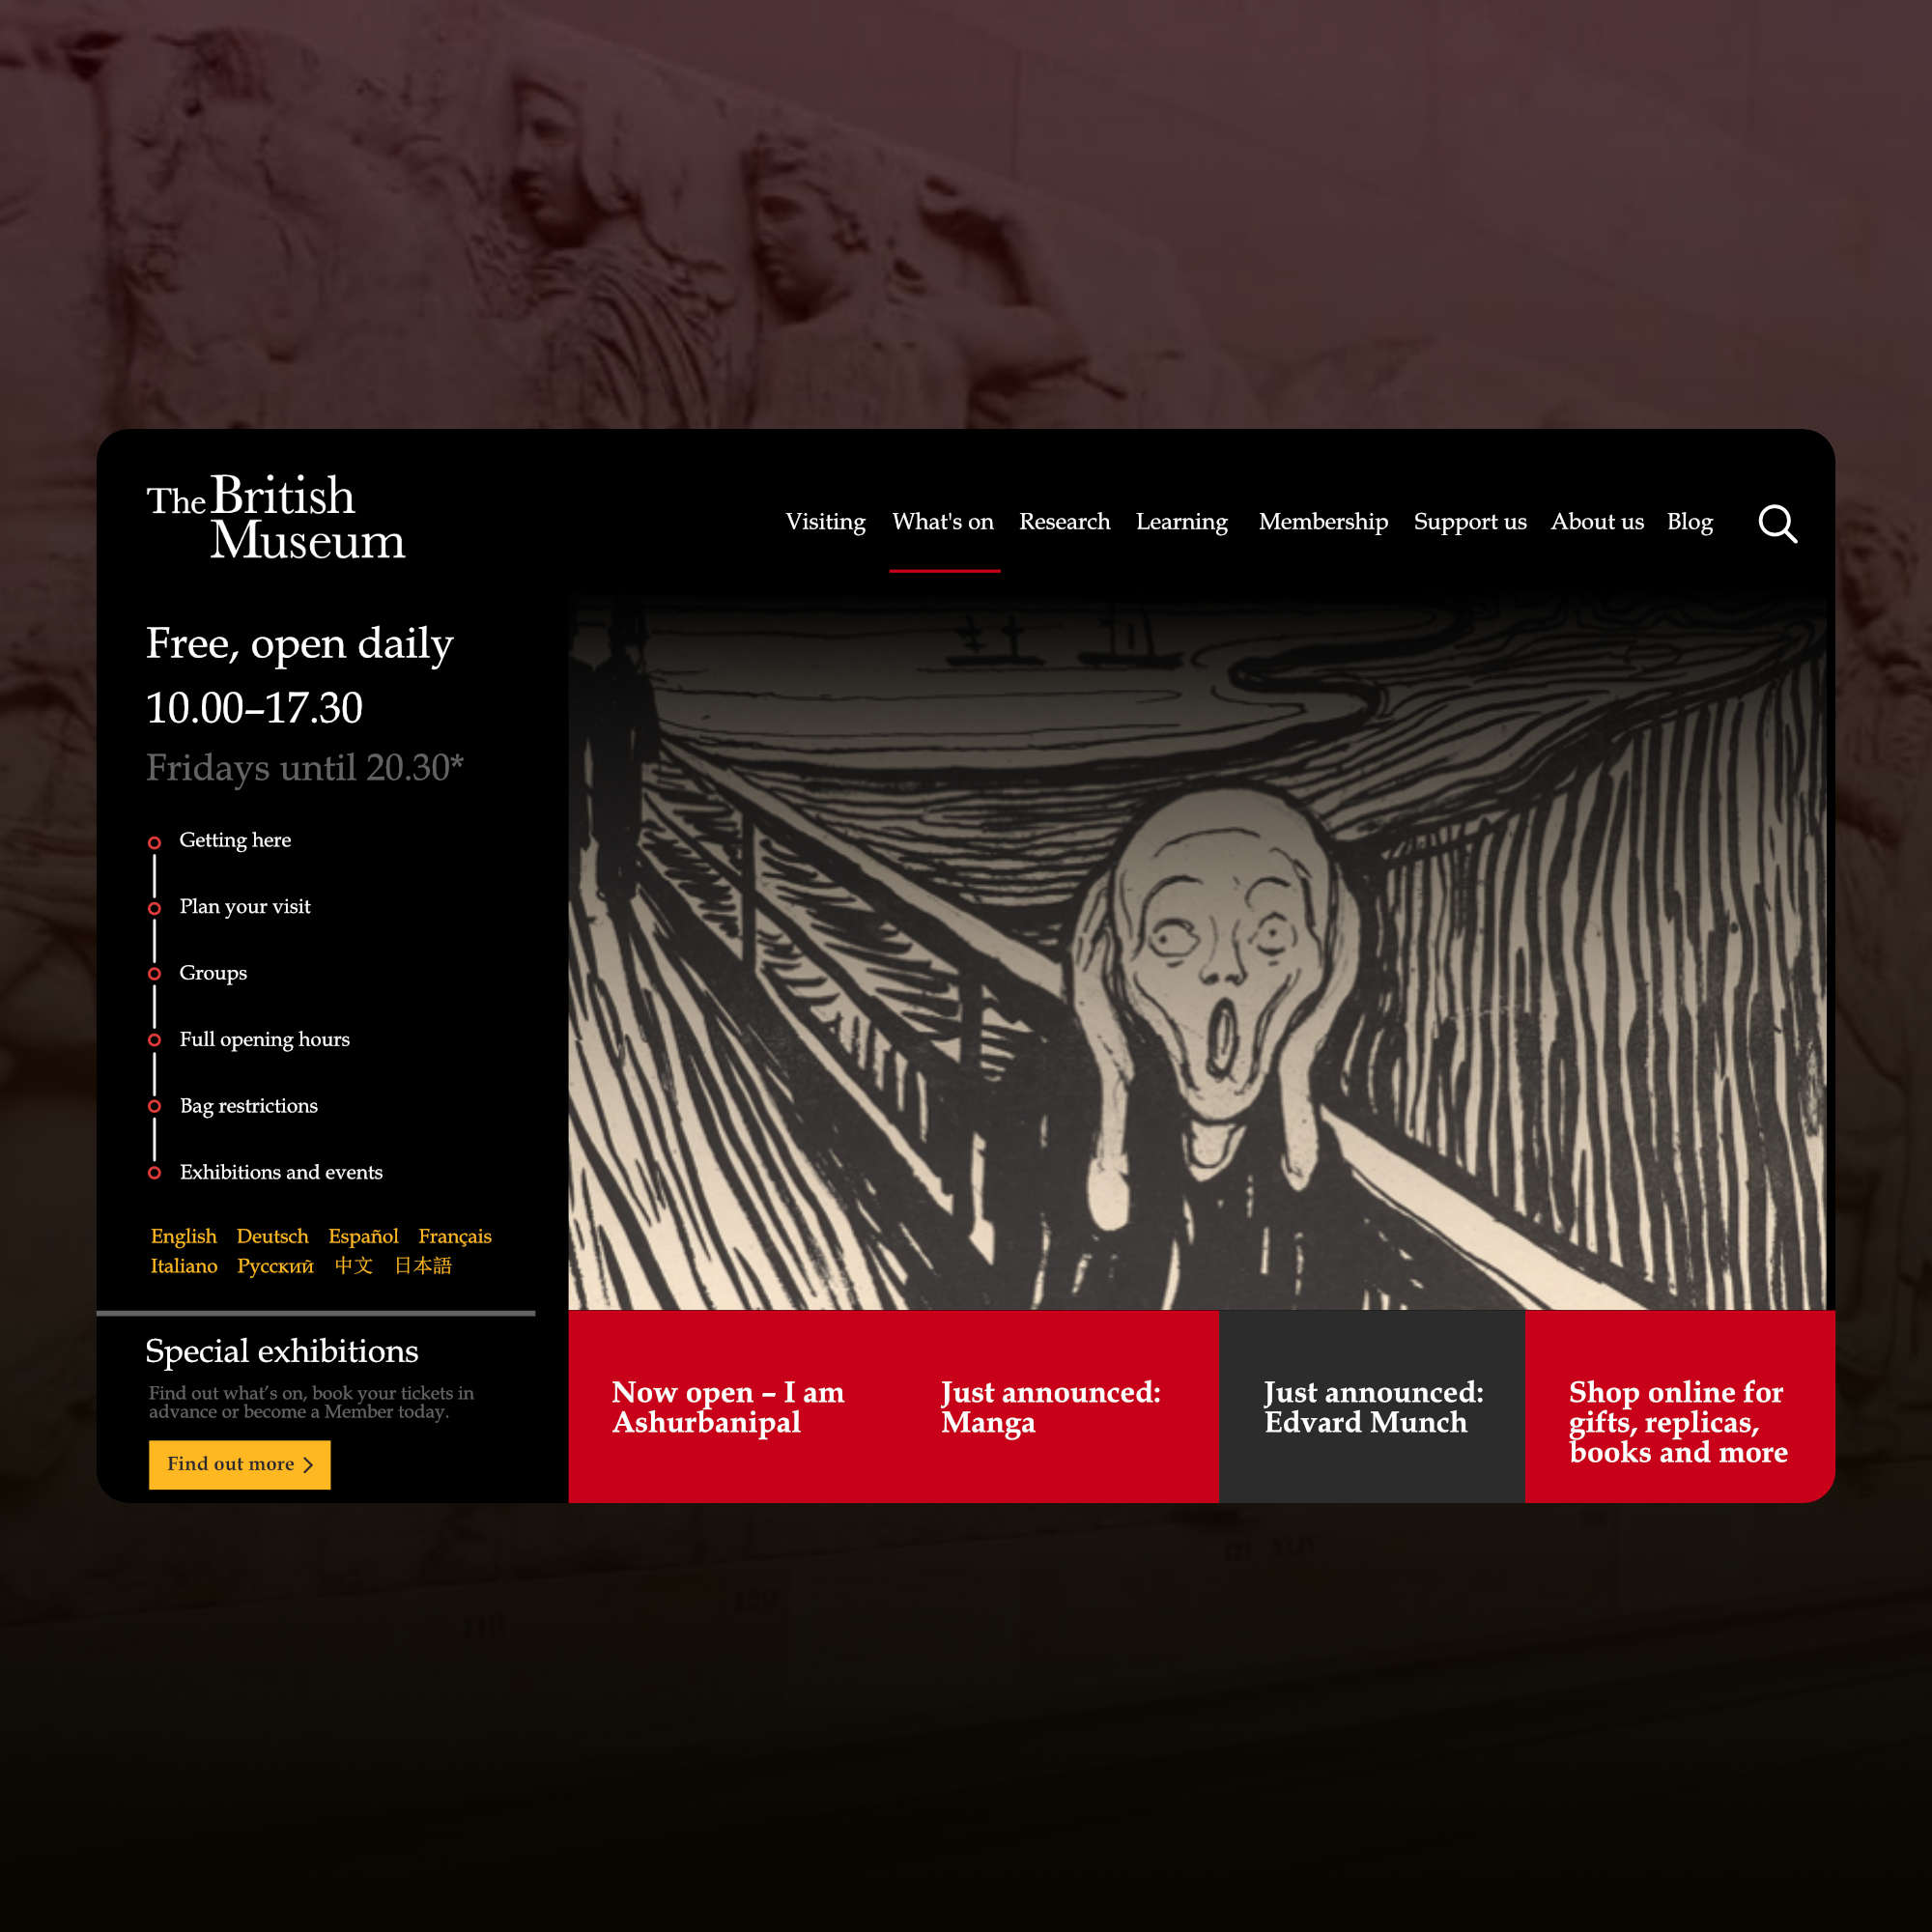 The British
Museum
Visiting What's on Research Learning Membership Support us About us Blog
Free, open daily
10.00–17.30
Fridays until 20.30*
Getting here
Plan your visit
Groups
Full opening hours
Bag restrictions
Exhibitions and events
English Deutsch Español Français
Italiano Русский 中文 日本語
Special exhibitions
Find out what's on, book your tickets in
advance or become a Member today.
Find out more
Now open – I am
Ashurbanipal
Just announced:
Manga
Just announced:
Edvard Munch
Shop online for
gifts, replicas,
books and more